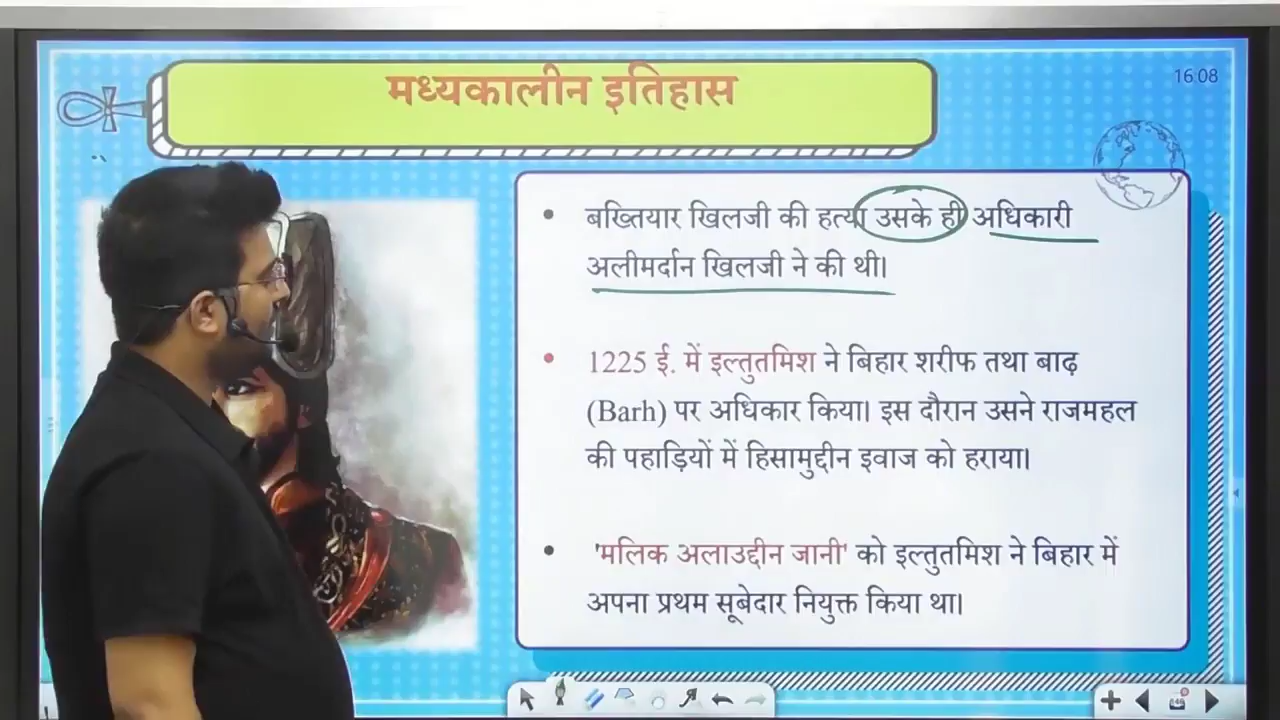 मध्यकालीन इतिहास
16:08
• बख्तियार खिलजी की हत्या उसके ही अधिकारी
अलीमर्दान खिलजी ने की थी।
• 1225 ई. में इल्तुतमिश ने बिहार शरीफ तथा बाढ़
(Barh) पर अधिकार किया। इस दौरान उसने राजमहल
की पहाड़ियों में हिसामुद्दीन इवाज को हराया।
• 'मलिक अलाउद्दीन जानी' को इल्तुतमिश ने बिहार में
अपना प्रथम सूबेदार नियुक्त किया था।